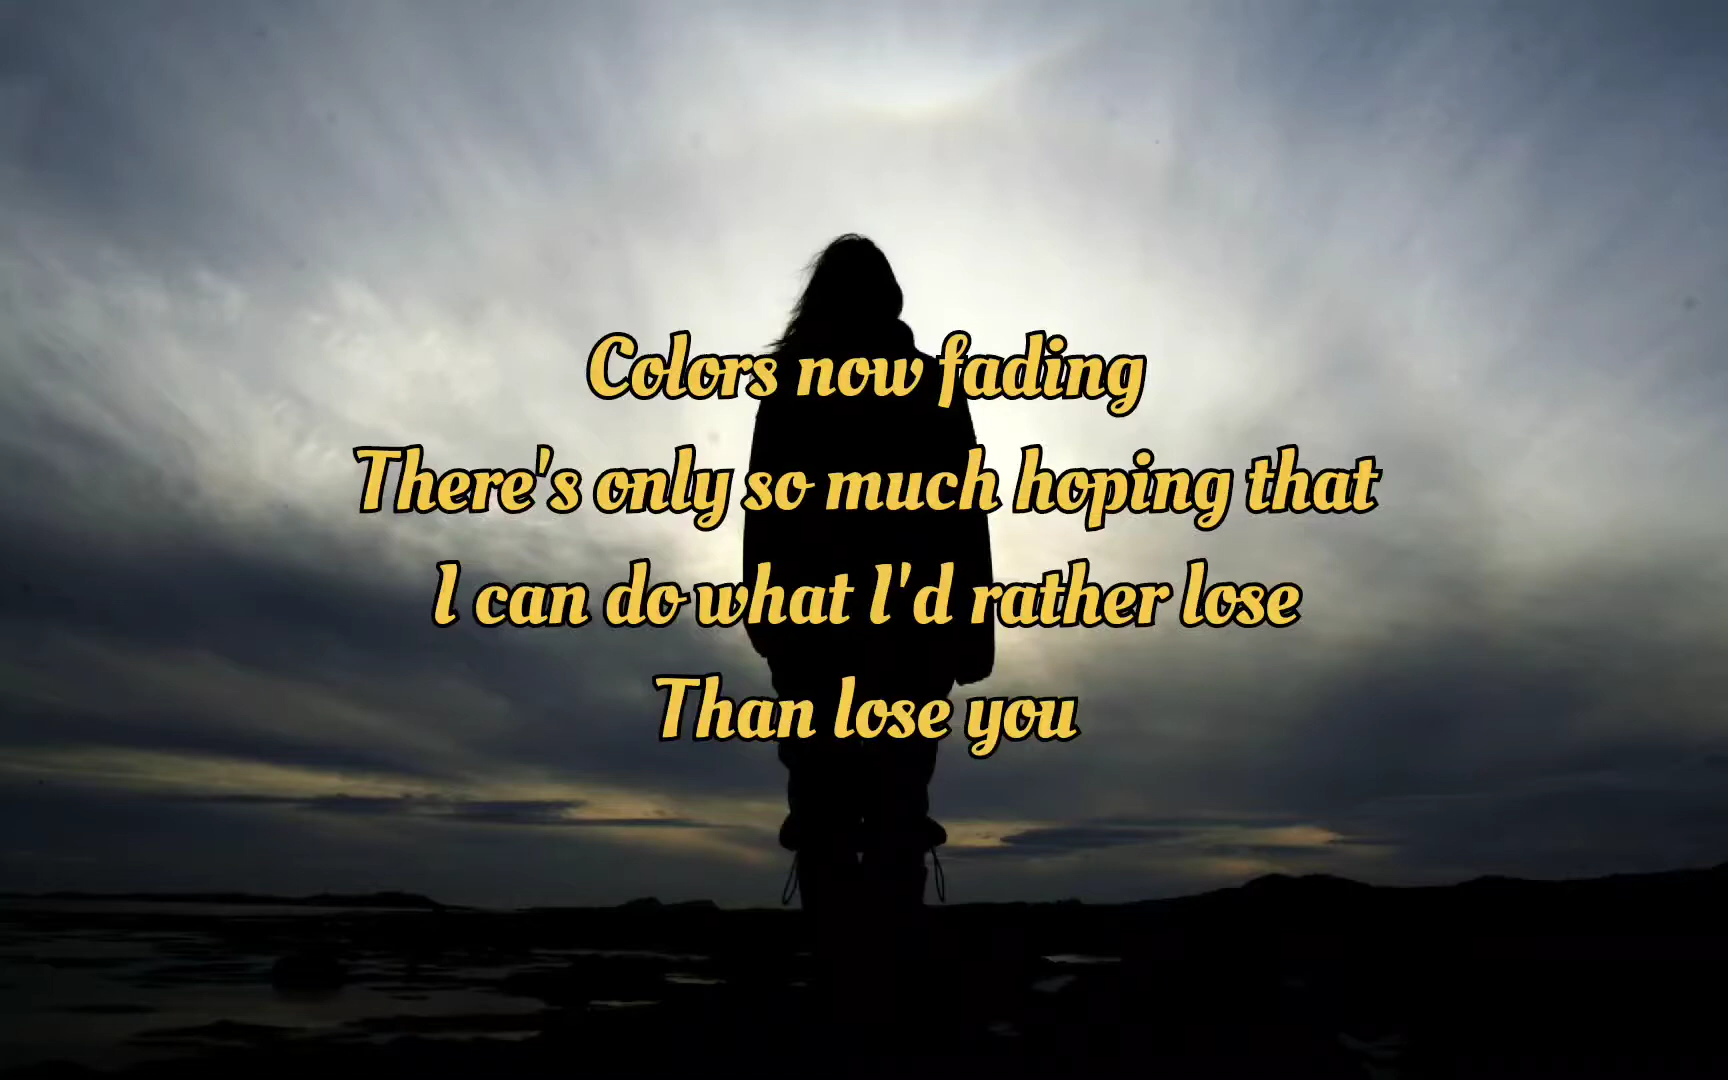 Colors now fading
There's only so much hoping that
I can do what I'd rather lose
Than lose you